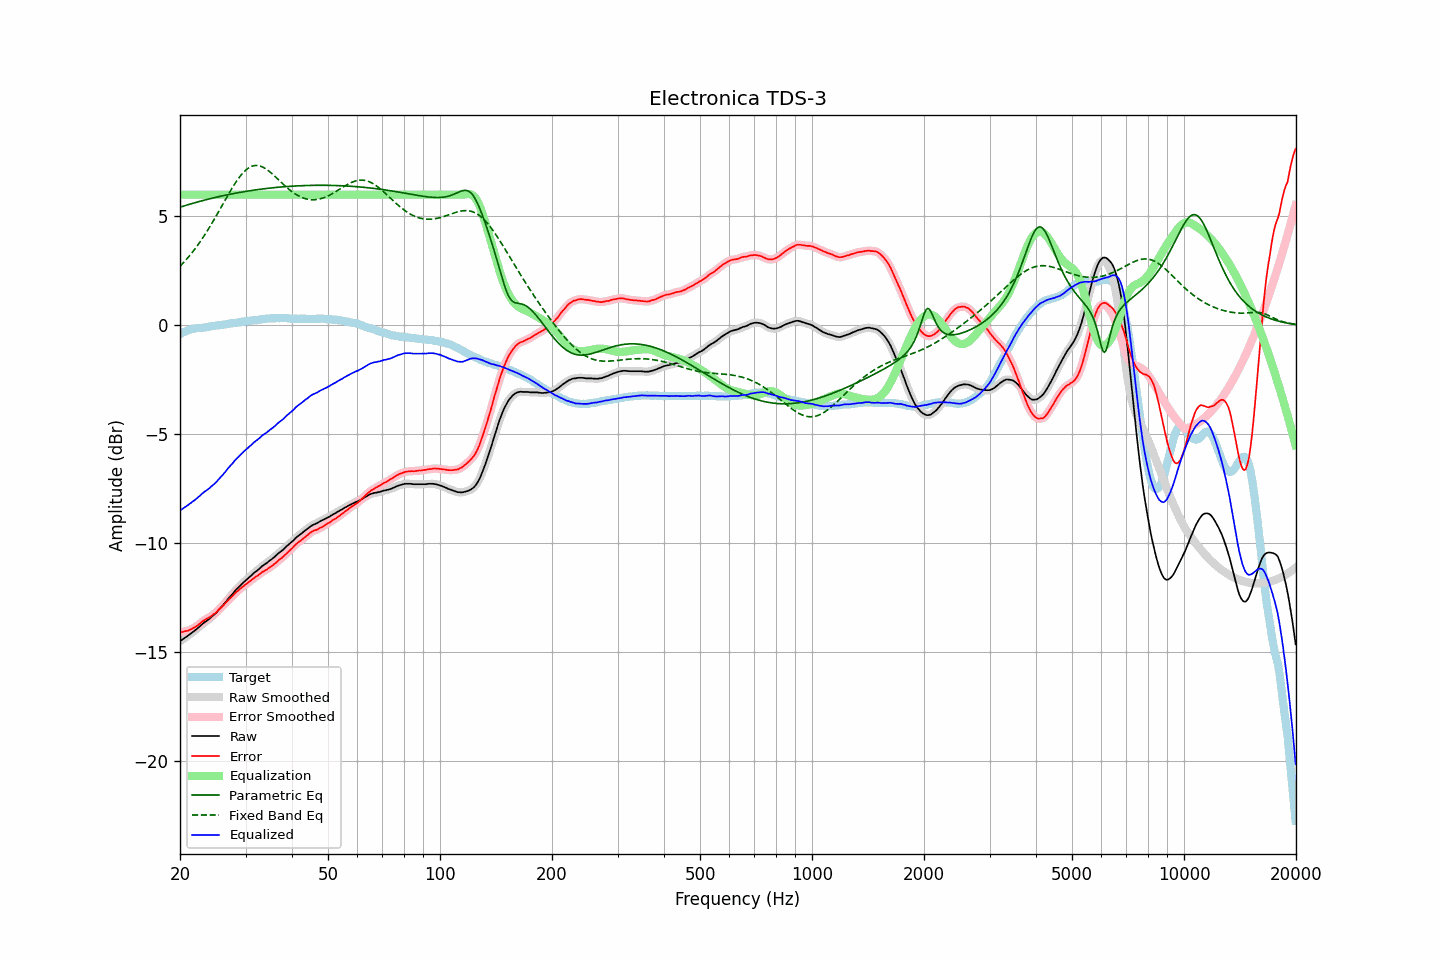 Electronica TDS-3
Amplitude (dBr)
5
0
−5
−10
−15
−20
Target
Raw Smoothed
Error Smoothed
Raw
Error
Equalization
Parametric Eq
Fixed Band Eq
Equalized
20 50 100 200 500 1000 2000 5000 10000 20000
Frequency (Hz)